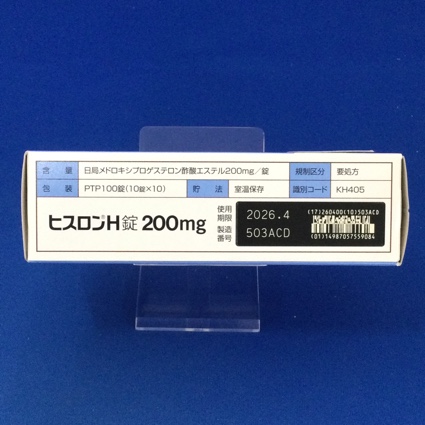 含 量 日局メドロキシプロゲステロン酢酸エステル200mg／錠 規制区分 要処方
包 装 PTP100錠(10錠×10) 貯 法 室温保存 識別コード KH405
ヒスロンH錠 200mg
使用期限 2026.4
製造番号 503ACD
(17)260400(10)503ACD
(01)14987057559084